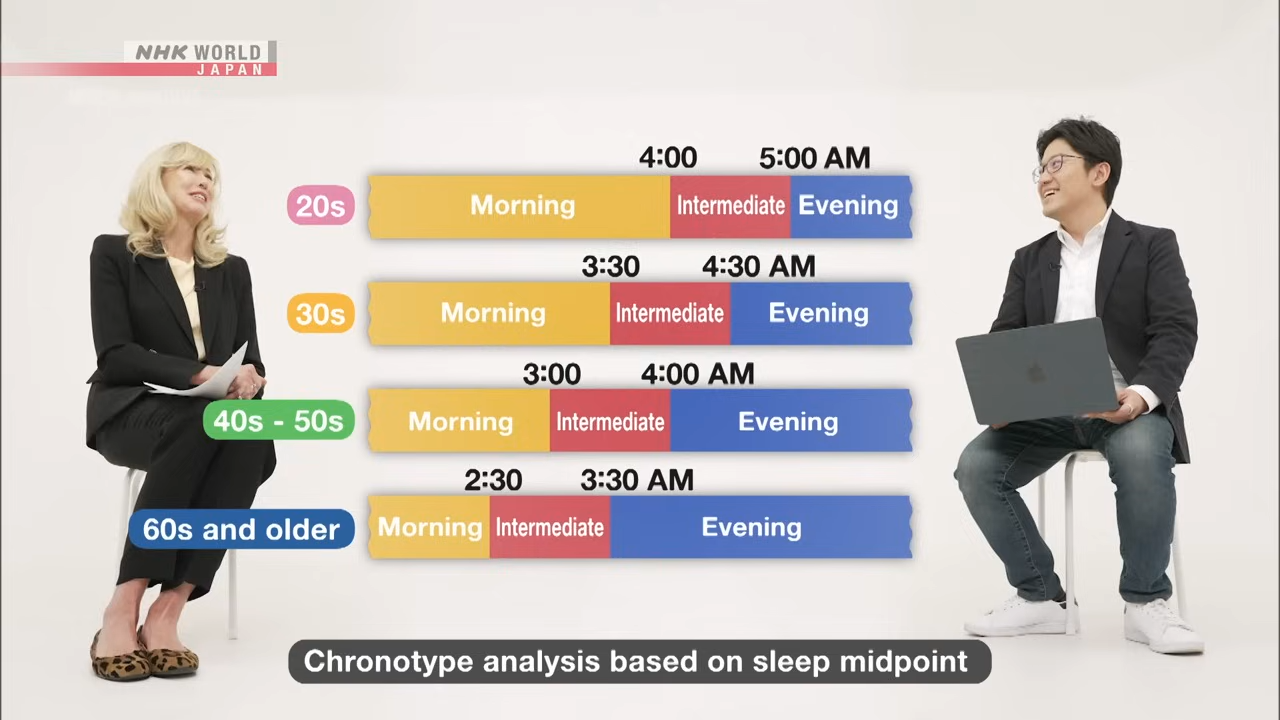 NHK WORLD
JAPAN
4:00 5:00 AM
20s Morning Intermediate Evening
3:30 4:30 AM
30s Morning Intermediate Evening
3:00 4:00 AM
40s - 50s Morning Intermediate Evening
2:30 3:30 AM
60s and older Morning Intermediate Evening
Chronotype analysis based on sleep midpoint